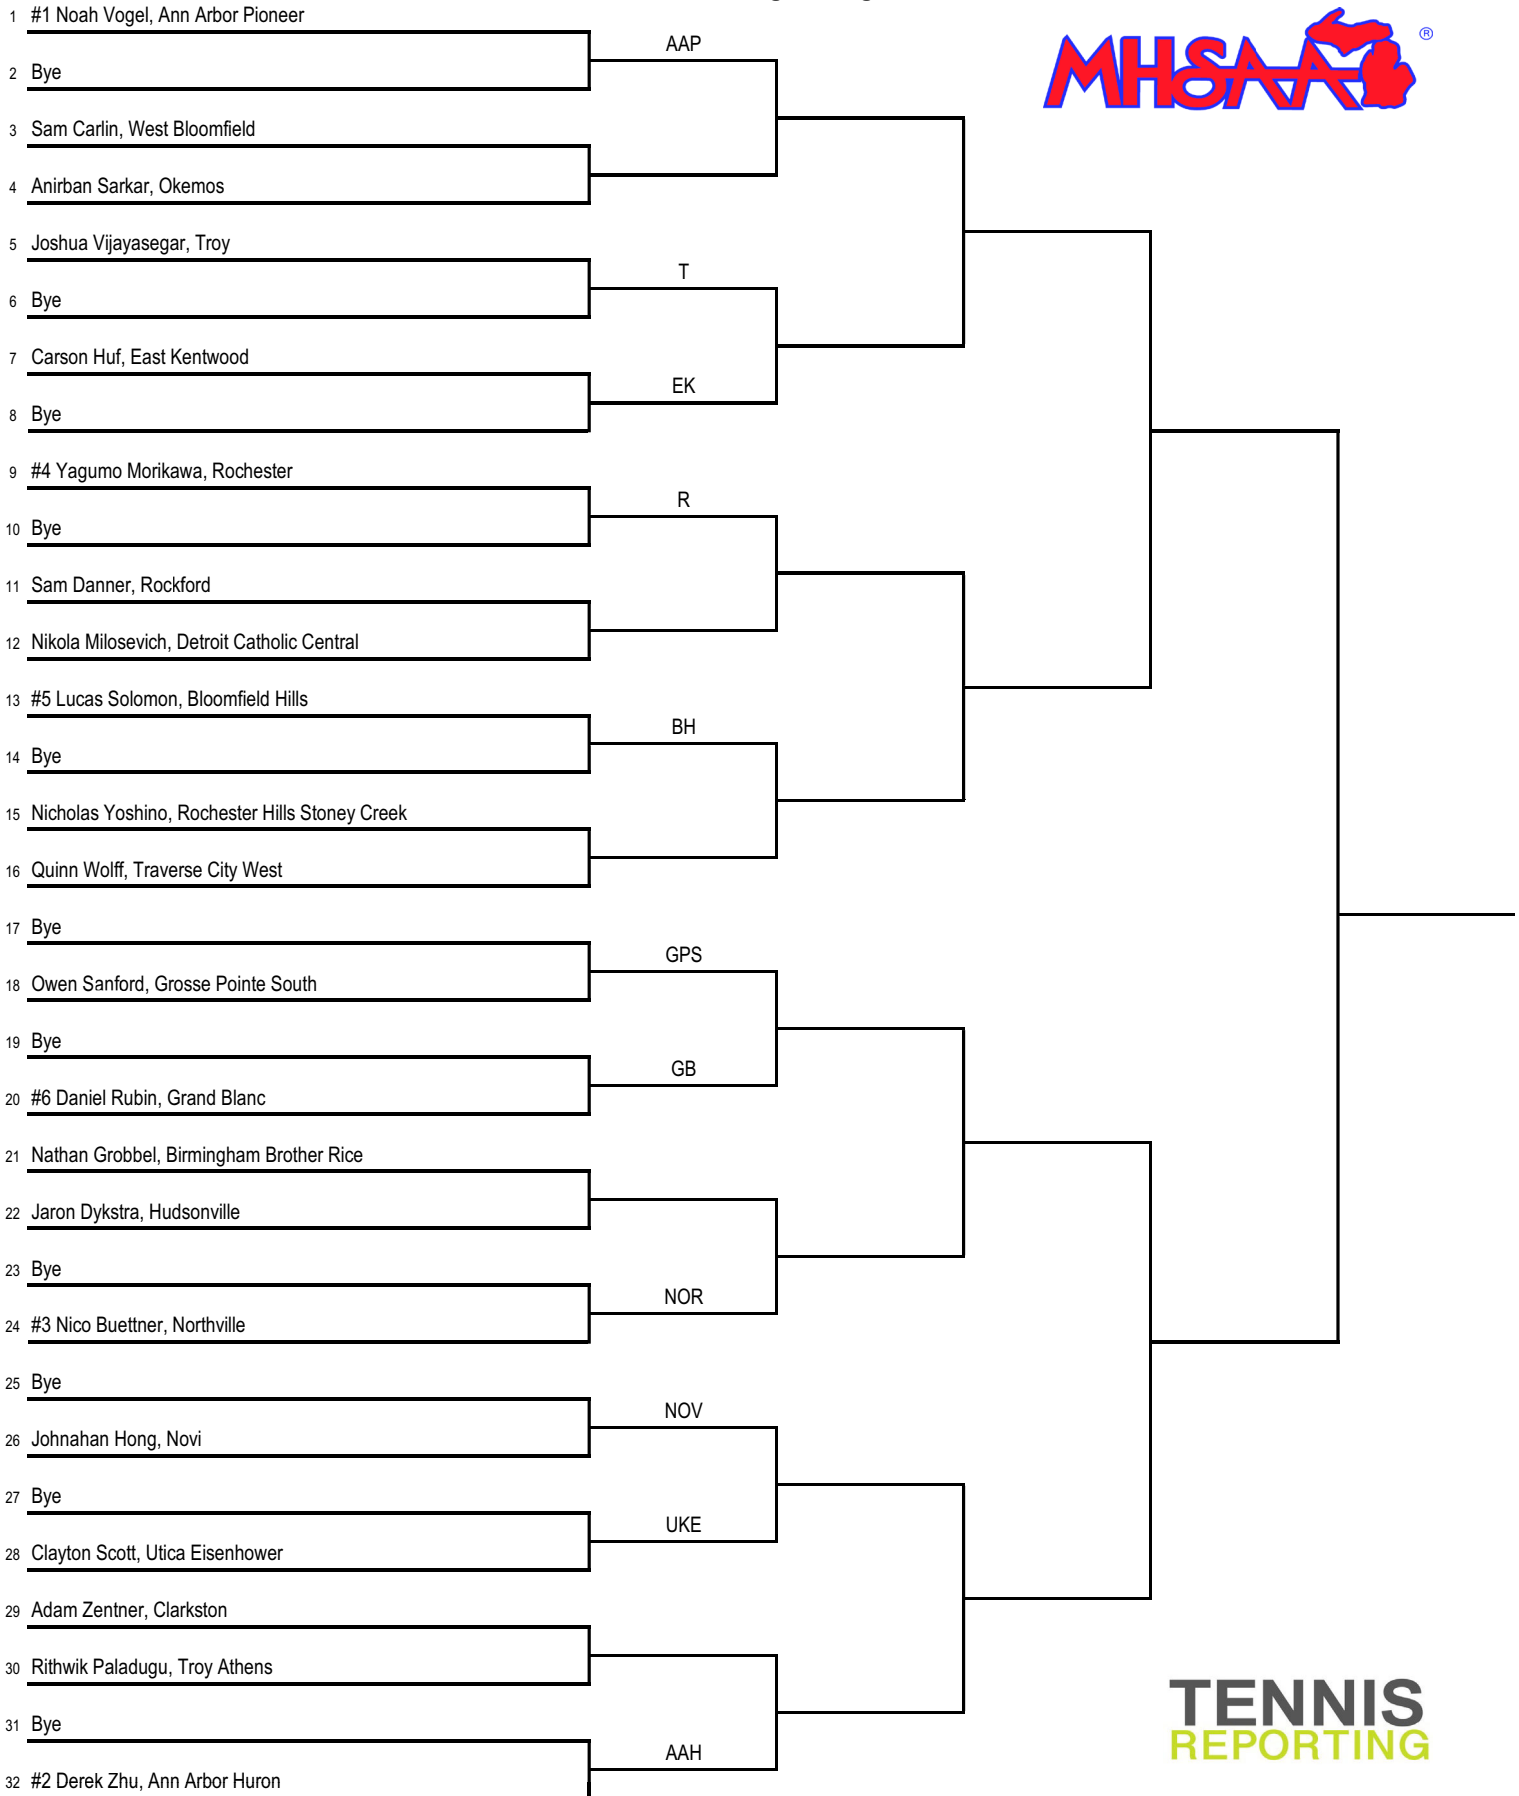 1 #1 Noah Vogel, Ann Arbor Pioneer
AAP
MHSAA ®
2 Bye
3 Sam Carlin, West Bloomfield
4 Anirban Sarkar, Okemos
5 Joshua Vijayasegar, Troy
T
6 Bye
7 Carson Huf, East Kentwood
EK
8 Bye
9 #4 Yagumo Morikawa, Rochester
R
10 Bye
11 Sam Danner, Rockford
12 Nikola Milosevich, Detroit Catholic Central
13 #5 Lucas Solomon, Bloomfield Hills
BH
14 Bye
15 Nicholas Yoshino, Rochester Hills Stoney Creek
16 Quinn Wolff, Traverse City West
17 Bye
GPS
18 Owen Sanford, Grosse Pointe South
19 Bye
GB
20 #6 Daniel Rubin, Grand Blanc
21 Nathan Grobbel, Birmingham Brother Rice
22 Jaron Dykstra, Hudsonville
23 Bye
NOR
24 #3 Nico Buettner, Northville
25 Bye
NOV
26 Johnahan Hong, Novi
27 Bye
UKE
28 Clayton Scott, Utica Eisenhower
29 Adam Zentner, Clarkston
30 Rithwik Paladugu, Troy Athens
31 Bye
AAH
32 #2 Derek Zhu, Ann Arbor Huron
TENNIS
REPORTING